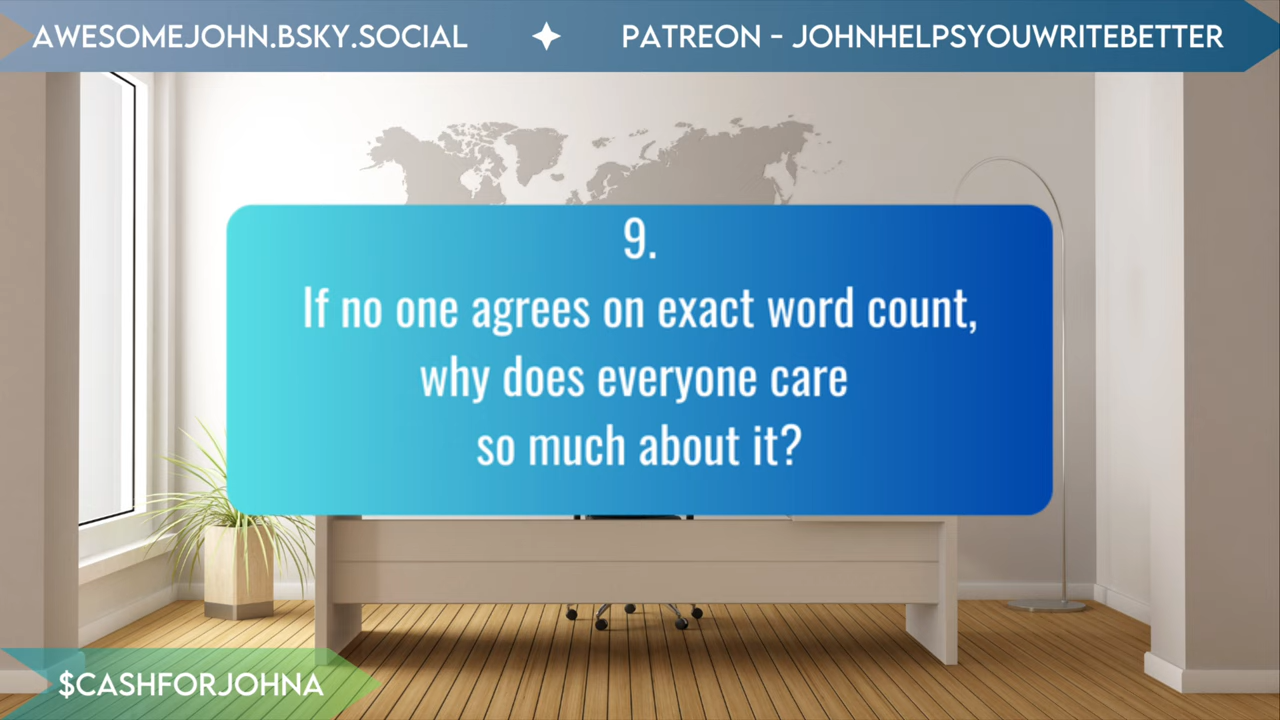 AWESOMEJOHN.BSKY.SOCIAL
PATREON - JOHNHELPSYOUWRITEBETTER
9.
If no one agrees on exact word count,
why does everyone care
so much about it?
$CASHFORJOHNA